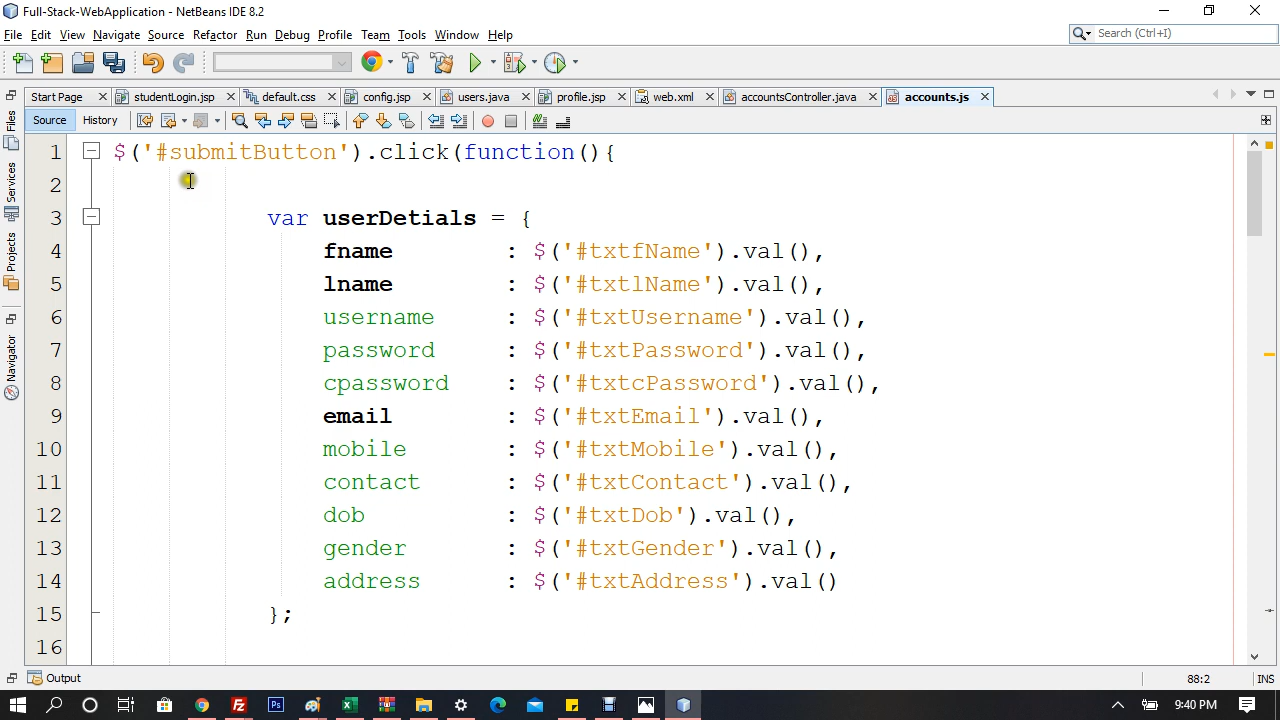 Full-Stack-WebApplication - NetBeans IDE 8.2
File Edit View Navigate Source Refactor Run Debug Profile Team Tools Window Help
Search (Ctrl+I)
Start Page studentLogin.jsp default.css config.jsp users.java profile.jsp web.xml accountsController.java accounts.js
Source History
Files
Services
Projects
Navigator
1 $('#submitButton').click(function(){
2
3 var userDetials = {
4 fname : $('#txtfName').val(),
5 lname : $('#txtlName').val(),
6 username : $('#txtUsername').val(),
7 password : $('#txtPassword').val(),
8 cpassword : $('#txtcPassword').val(),
9 email : $('#txtEmail').val(),
10 mobile : $('#txtMobile').val(),
11 contact : $('#txtContact').val(),
12 dob : $('#txtDob').val(),
13 gender : $('#txtGender').val(),
14 address : $('#txtAddress').val()
15 };
16
Output
88:2 INS
9:40 PM